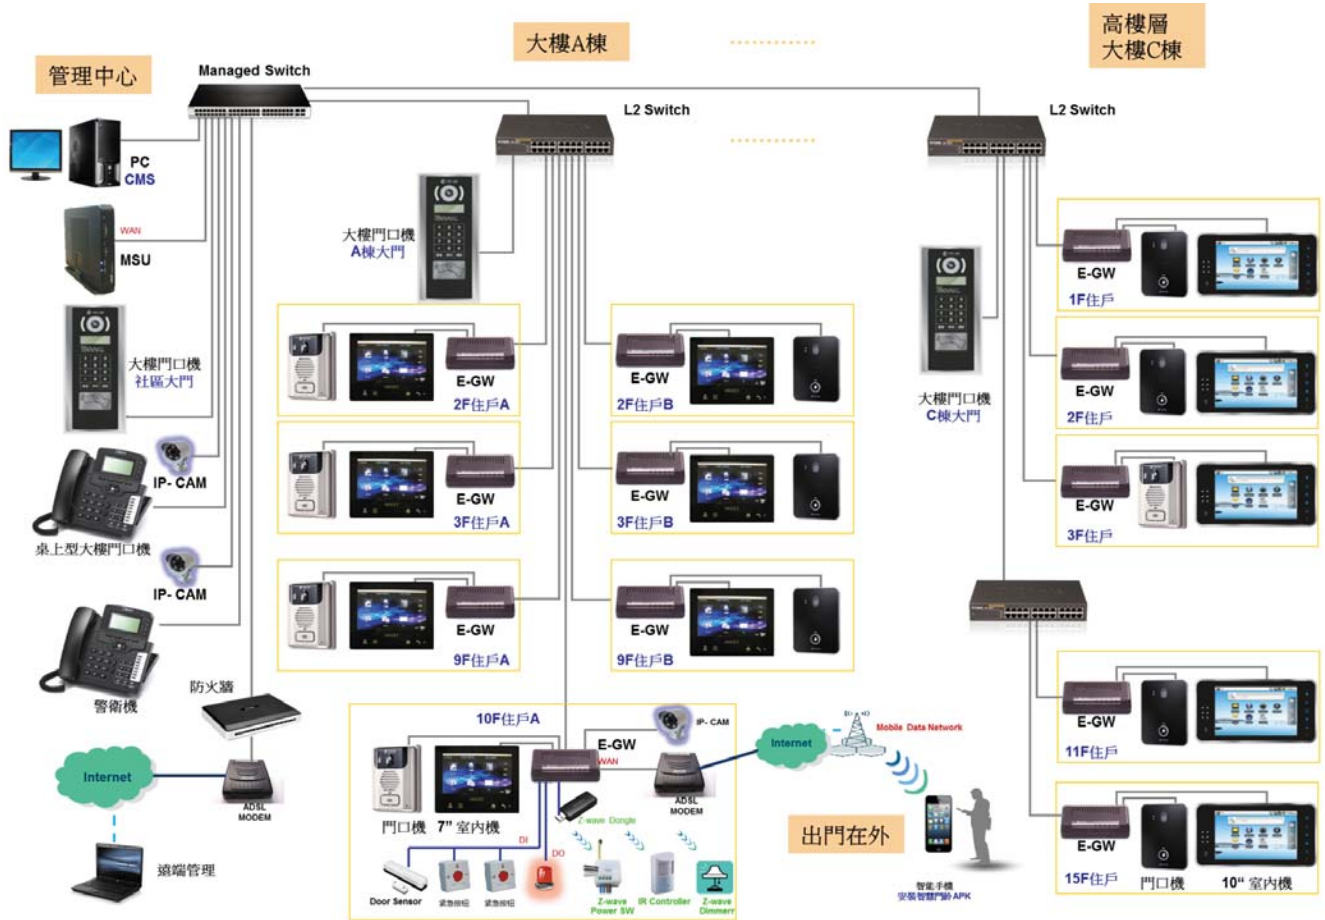 管理中心
Managed Switch
大樓A棟
高樓層
大樓C棟
L2 Switch
L2 Switch
PC
CMS
WAN
MSU
大樓門口機
社區大門
IP- CAM
桌上型大樓門口機
IP- CAM
警衛機
防火牆
Internet
ADSL
MODEM
遠端管理
大樓門口機
A棟大門
E-GW
2F住戶A
E-GW
2F住戶B
E-GW
3F住戶A
E-GW
3F住戶B
E-GW
9F住戶A
E-GW
9F住戶B
10F住戶A
E-GW
WAN
IP- CAM
ADSL
MODEM
門口機
7” 室內機
Z-wave Dongle
DI
DO
Door Sensor
緊急按鈕
緊急按鈕
Z-wave
Power SW
IR Controller
Z-wave
Dimmerr
Internet
Mobile Data Network
出門在外
智能手機
安裝智慧門鈴APK
大樓門口機
C棟大門
E-GW
1F住戶
E-GW
2F住戶
E-GW
3F住戶
E-GW
11F住戶
E-GW
15F住戶
門口機
10“ 室內機